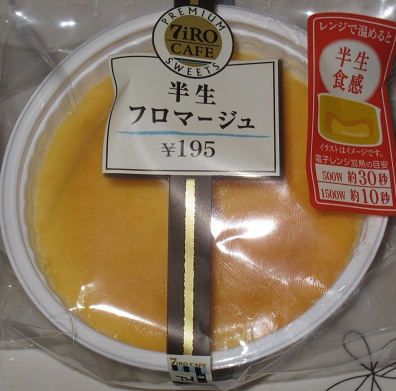 PREMIUM
7iRO
CAFE
SWEETS
半生
フロマージュ
¥195
レンジで温めると
半生
食感
イラストはイメージです。
電子レンジ加熱の目安
500W 約30秒
1500W 約10秒
7iRO CAFE